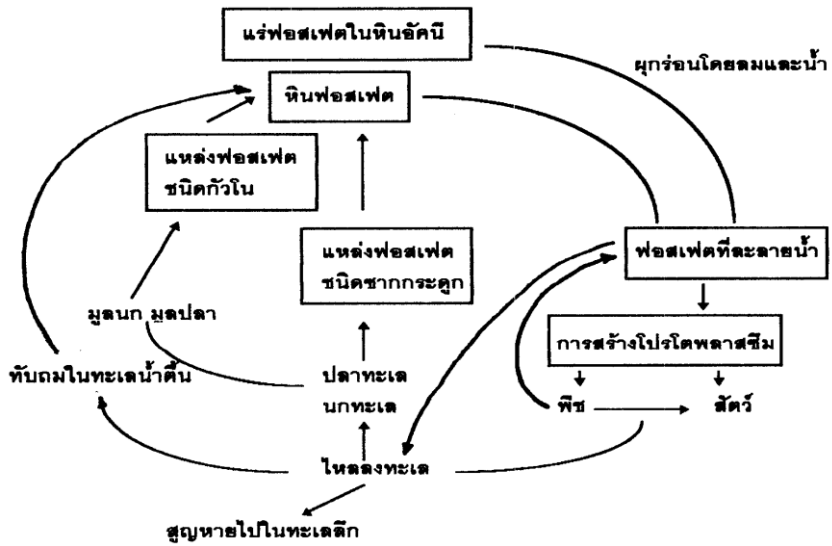 แร่ฟอสเฟตในหินอัคนี
ผุกร่อนโดยลมและน้ำ
หินฟอสเฟต
แหล่งฟอสเฟต
ชนิดกัวโน
แหล่งฟอสเฟต
ชนิดซากกระดูก
ฟอสเฟตที่ละลายน้ำ
มูลนก มูลปลา
การสร้างโปรโตพลาสซึม
ทับถมในทะเลน้ำตื้น
ปลาทะเล
นกทะเล
พืช
สัตว์
ไหลลงทะเล
สูญหายไปในทะเลลึก